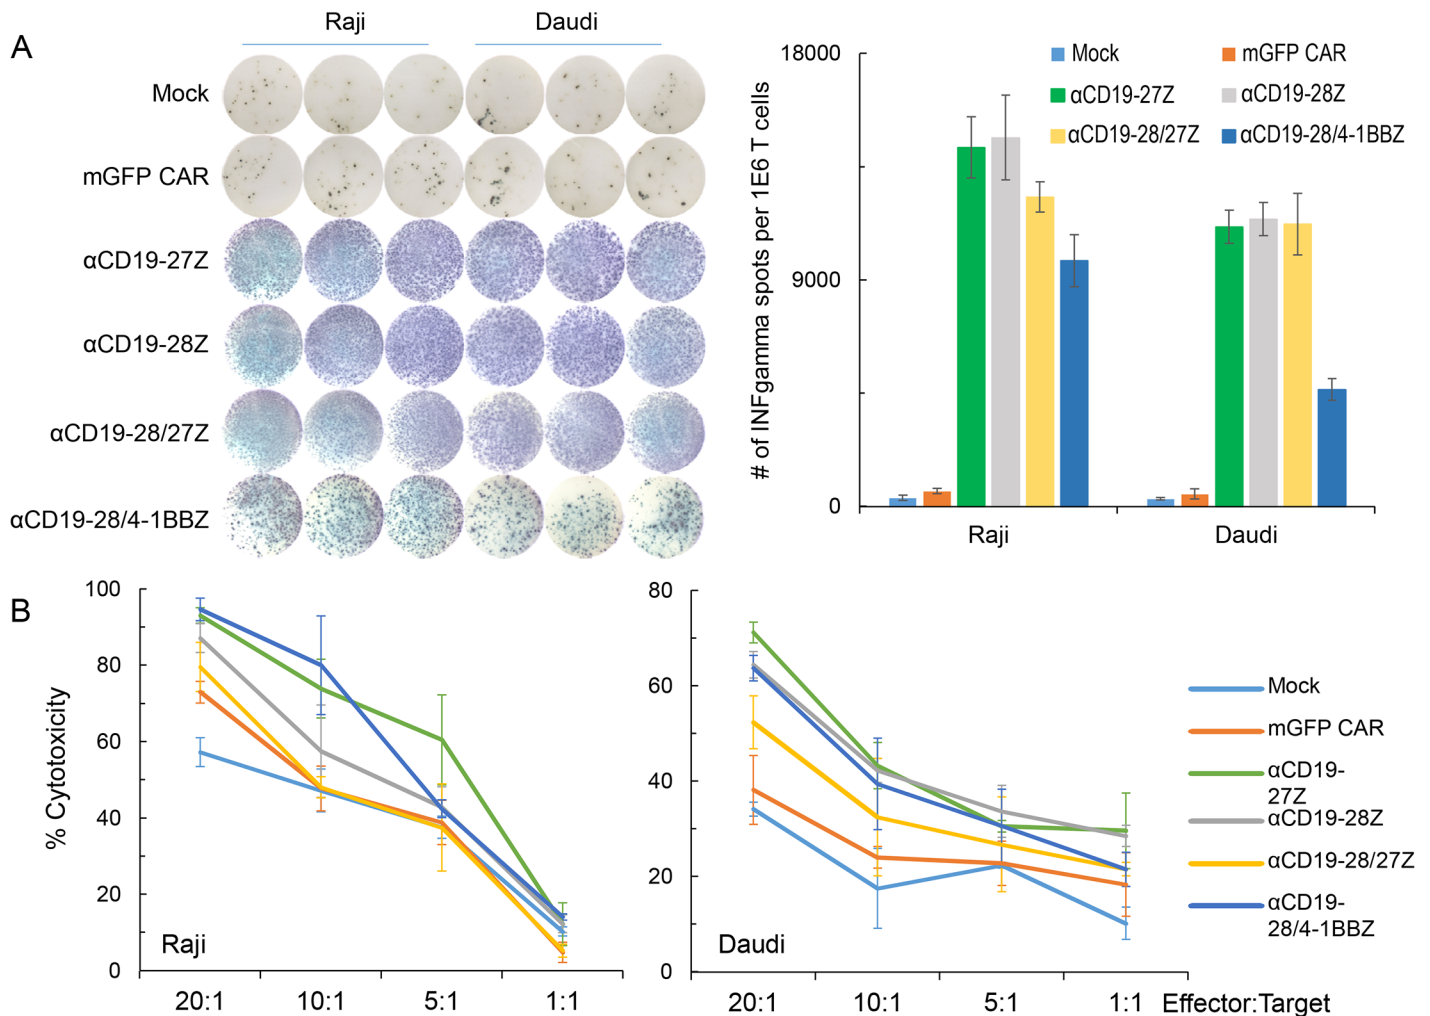 A
Raji
Daudi
Mock
mGFP CAR
αCD19-27Z
αCD19-28Z
αCD19-28/27Z
αCD19-28/4-1BBZ
# of INFgamma spots per 1E6 T cells
18000
9000
0
Mock
mGFP CAR
αCD19-27Z
αCD19-28Z
αCD19-28/27Z
αCD19-28/4-1BBZ
Raji
Daudi
B
% Cytotoxicity
100
80
60
40
20
0
Raji
20:1
10:1
5:1
1:1
80
60
40
20
0
Daudi
20:1
10:1
5:1
1:1
Effector:Target
Mock
mGFP CAR
αCD19-
27Z
αCD19-28Z
αCD19-28/27Z
αCD19-
28/4-1BBZ